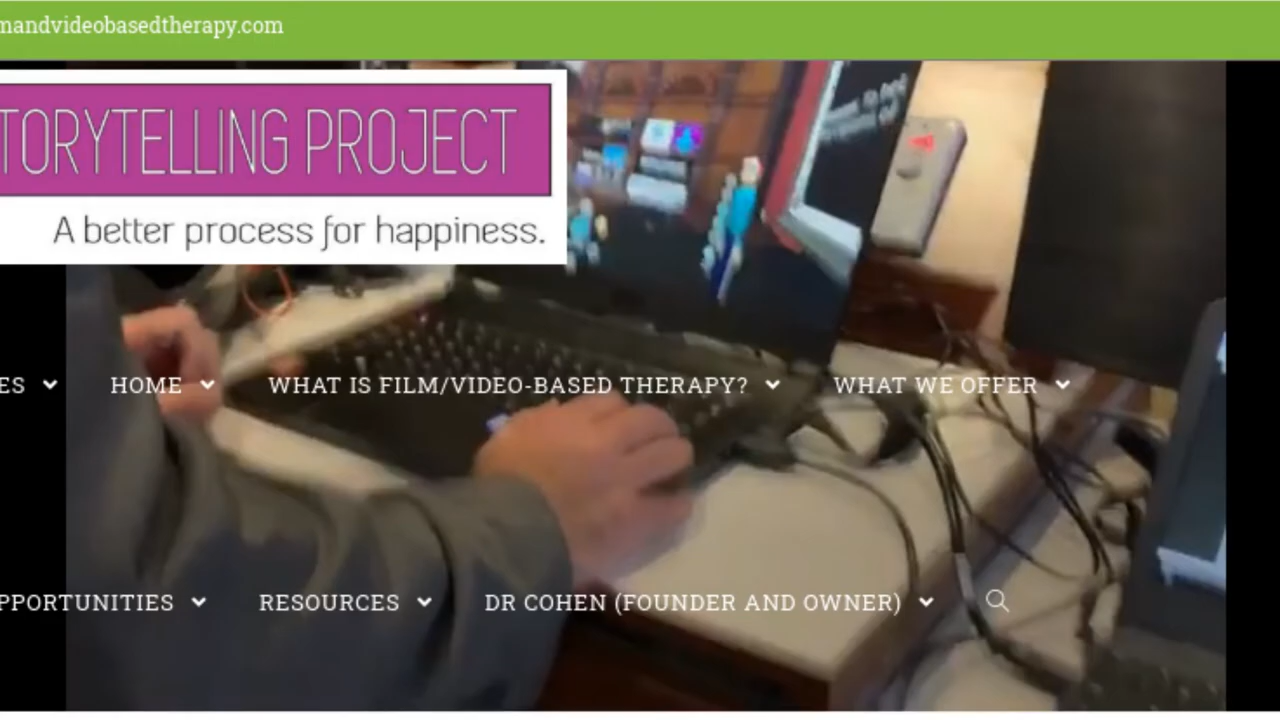 mandvideobasedtherapy.com
TORYTELLING PROJECT
A better process for happiness.
ES HOME WHAT IS FILM/VIDEO-BASED THERAPY? WHAT WE OFFER
PPORTUNITIES RESOURCES DR COHEN (FOUNDER AND OWNER)